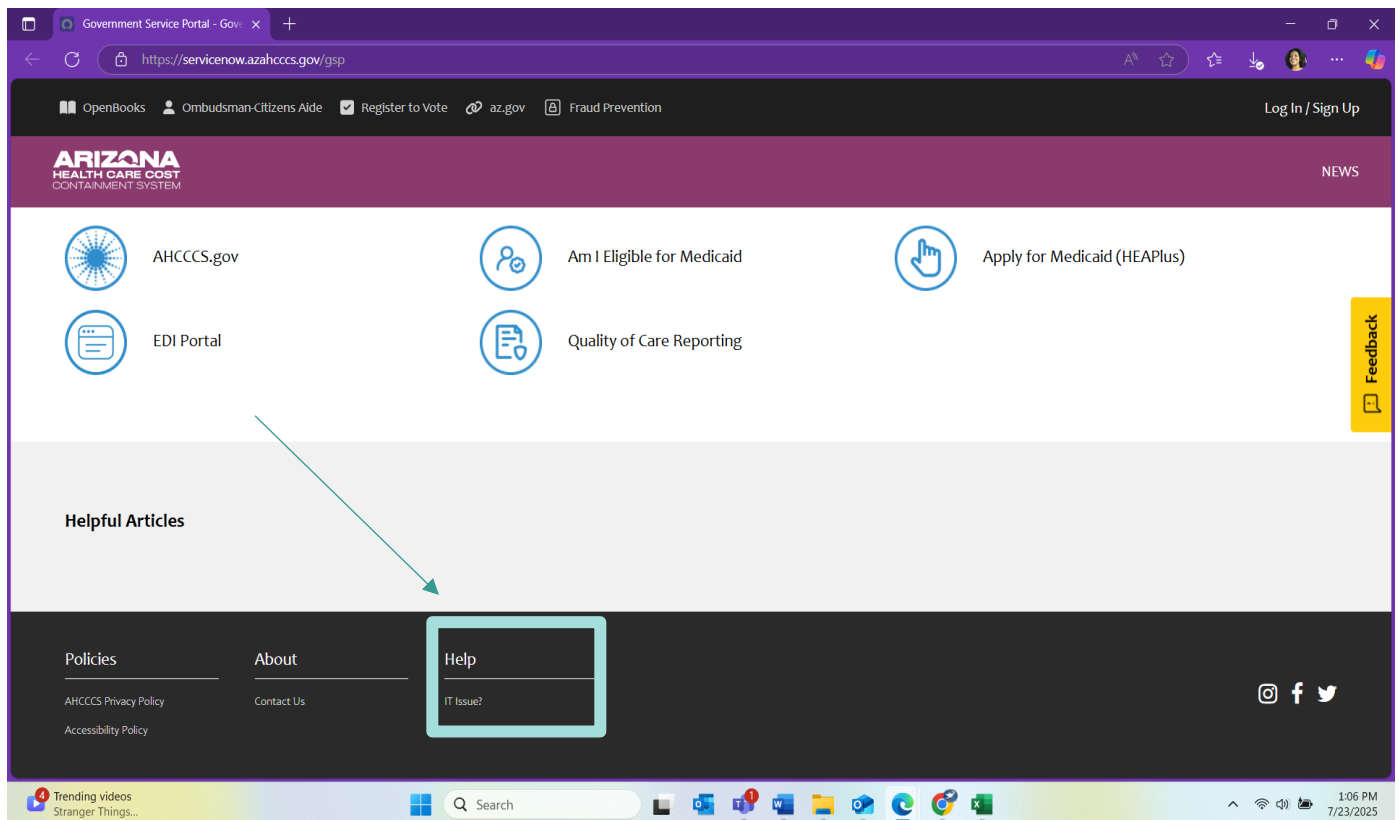 Government Service Portal - Gove
https://servicenow.azahcccs.gov/gsp
OpenBooks Ombudsman-Citizens Aide Register to Vote az.gov Fraud Prevention Log In / Sign Up
ARIZONA
HEALTH CARE COST
CONTAINMENT SYSTEM
NEWS
AHCCCS.gov Am I Eligible for Medicaid Apply for Medicaid (HEAPlus)
EDI Portal Quality of Care Reporting
Feedback
Helpful Articles
Policies About Help
AHCCCS Privacy Policy Contact Us IT Issue?
Accessibility Policy
4 Trending videos
Stranger Things...
Search
1
1:06 PM
7/23/2025